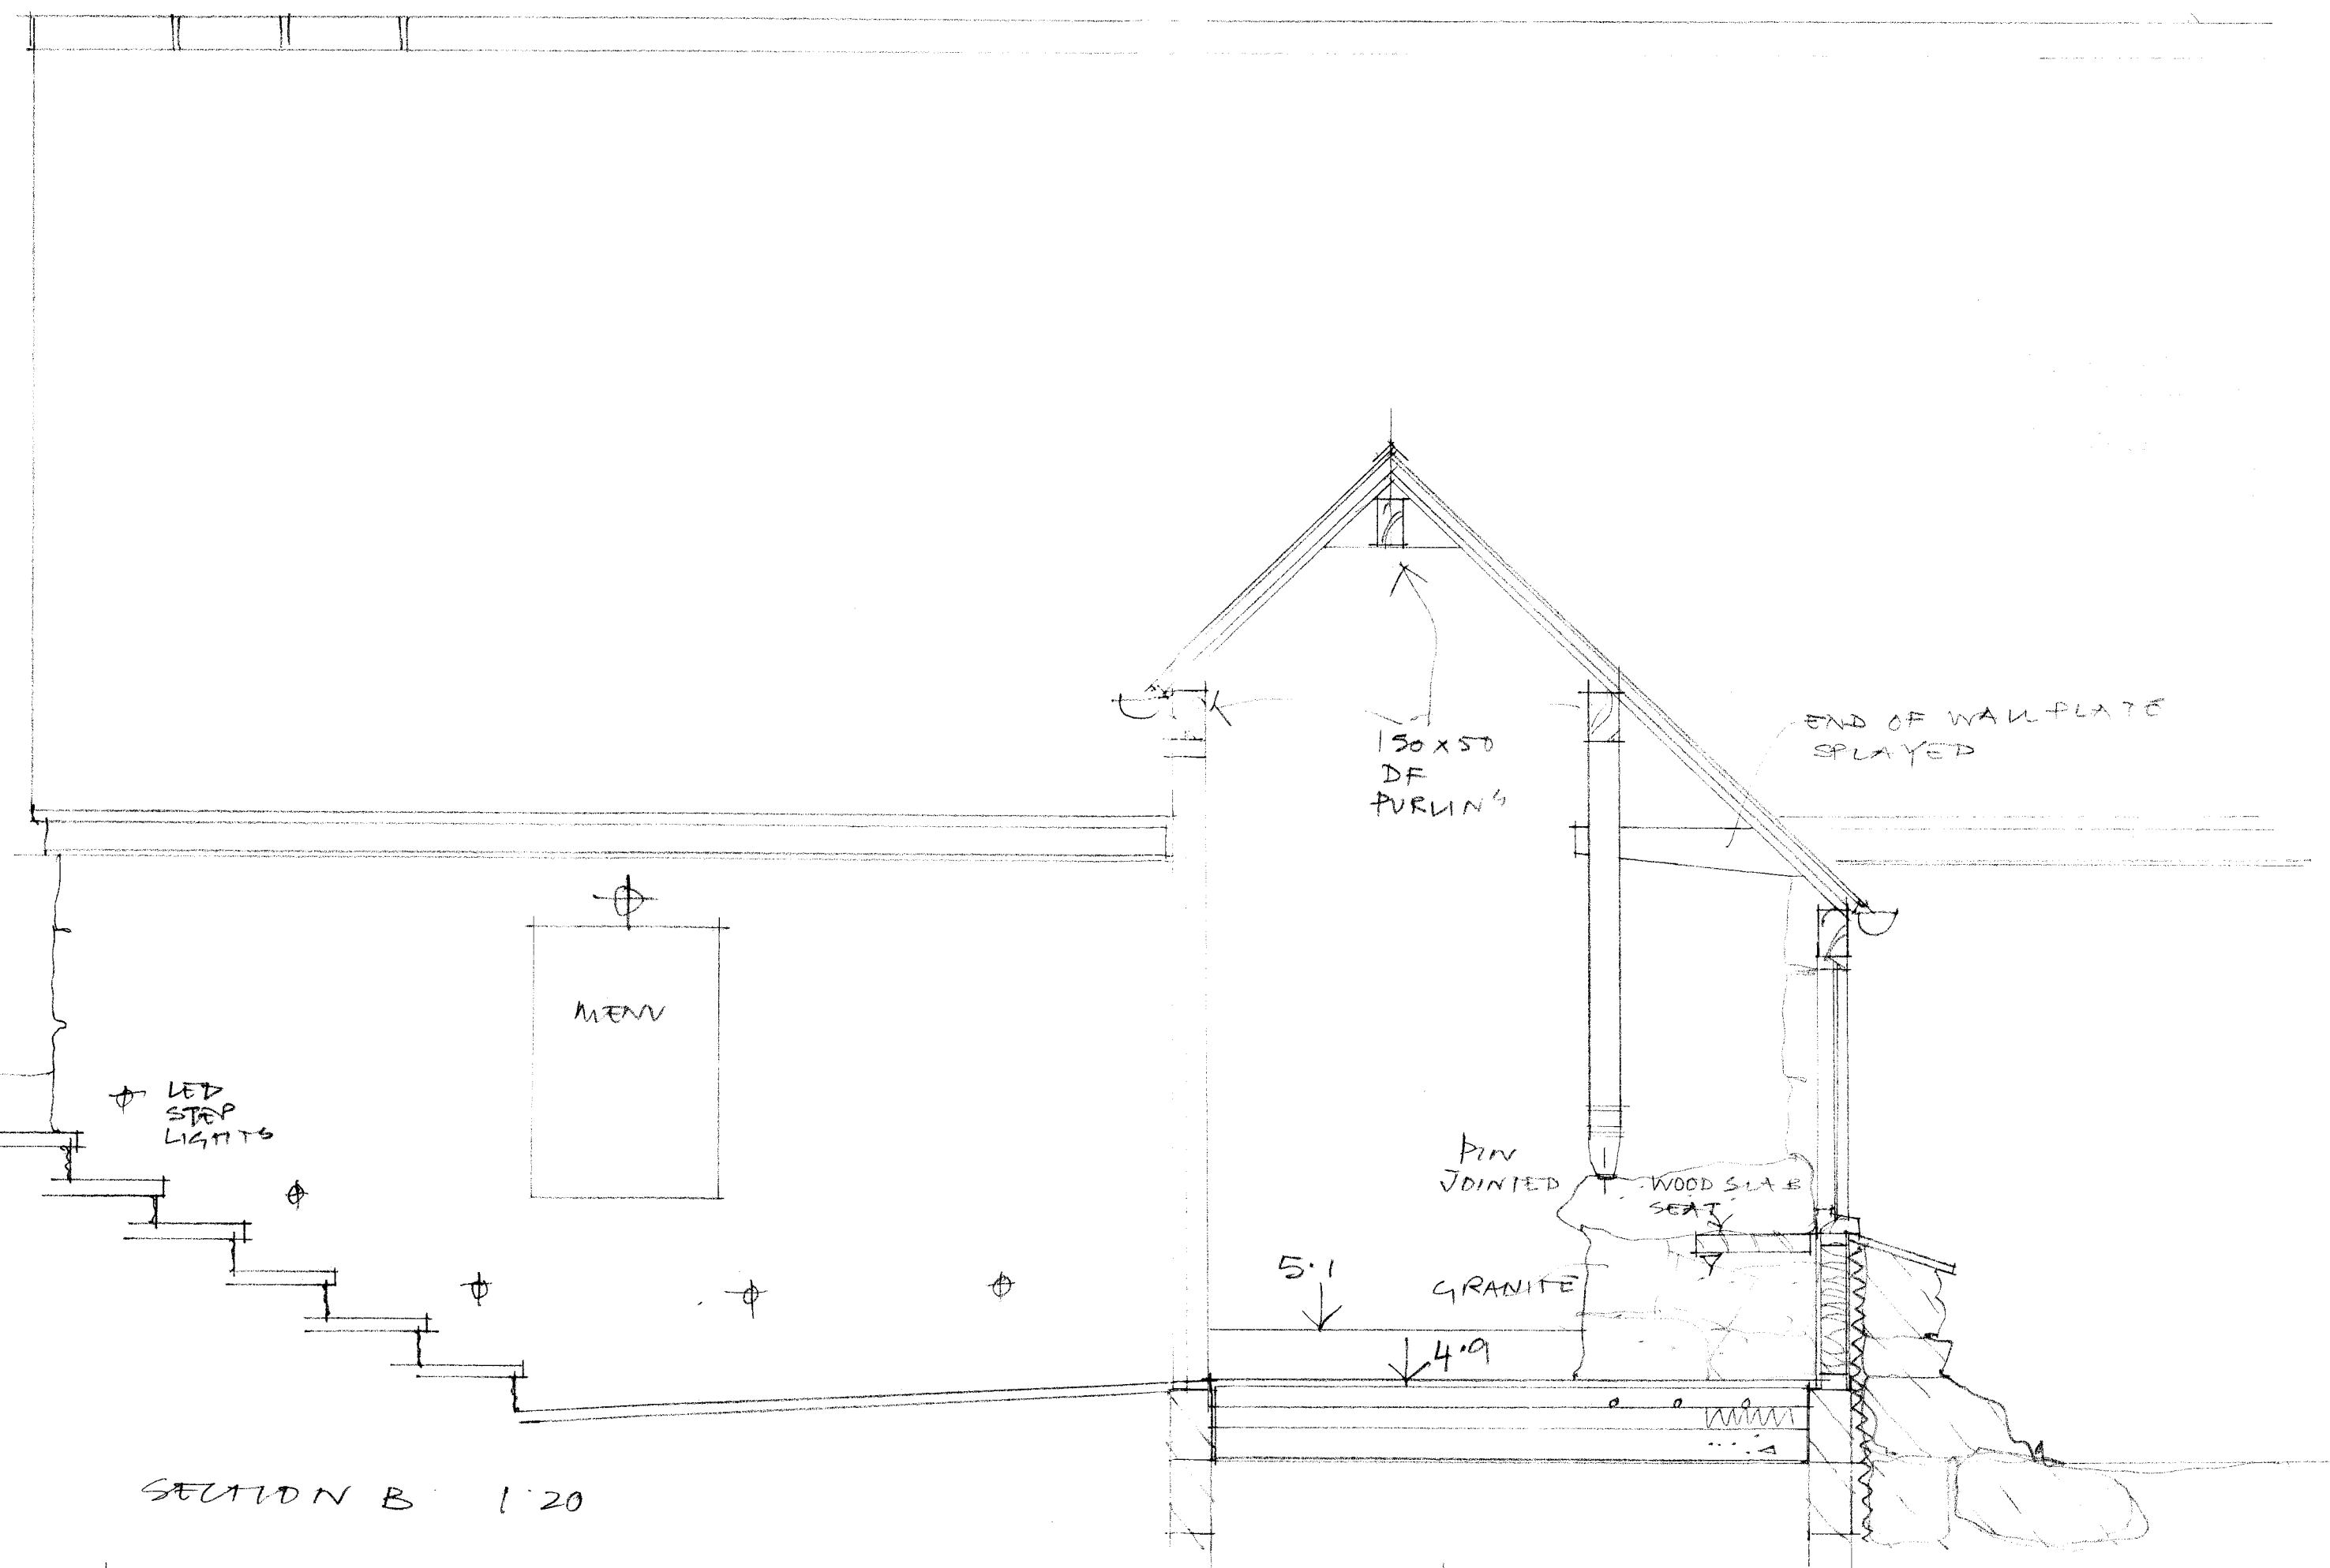 150 x 50
DF
PURLIN'S
END OF WALLPLATE
SPLAYED
MENU
LED
STEP
LIGHTS
PIN
JOINTED
WOOD SLAB
SEAT
5.1
GRANITE
4.9
SECTION B 1:20